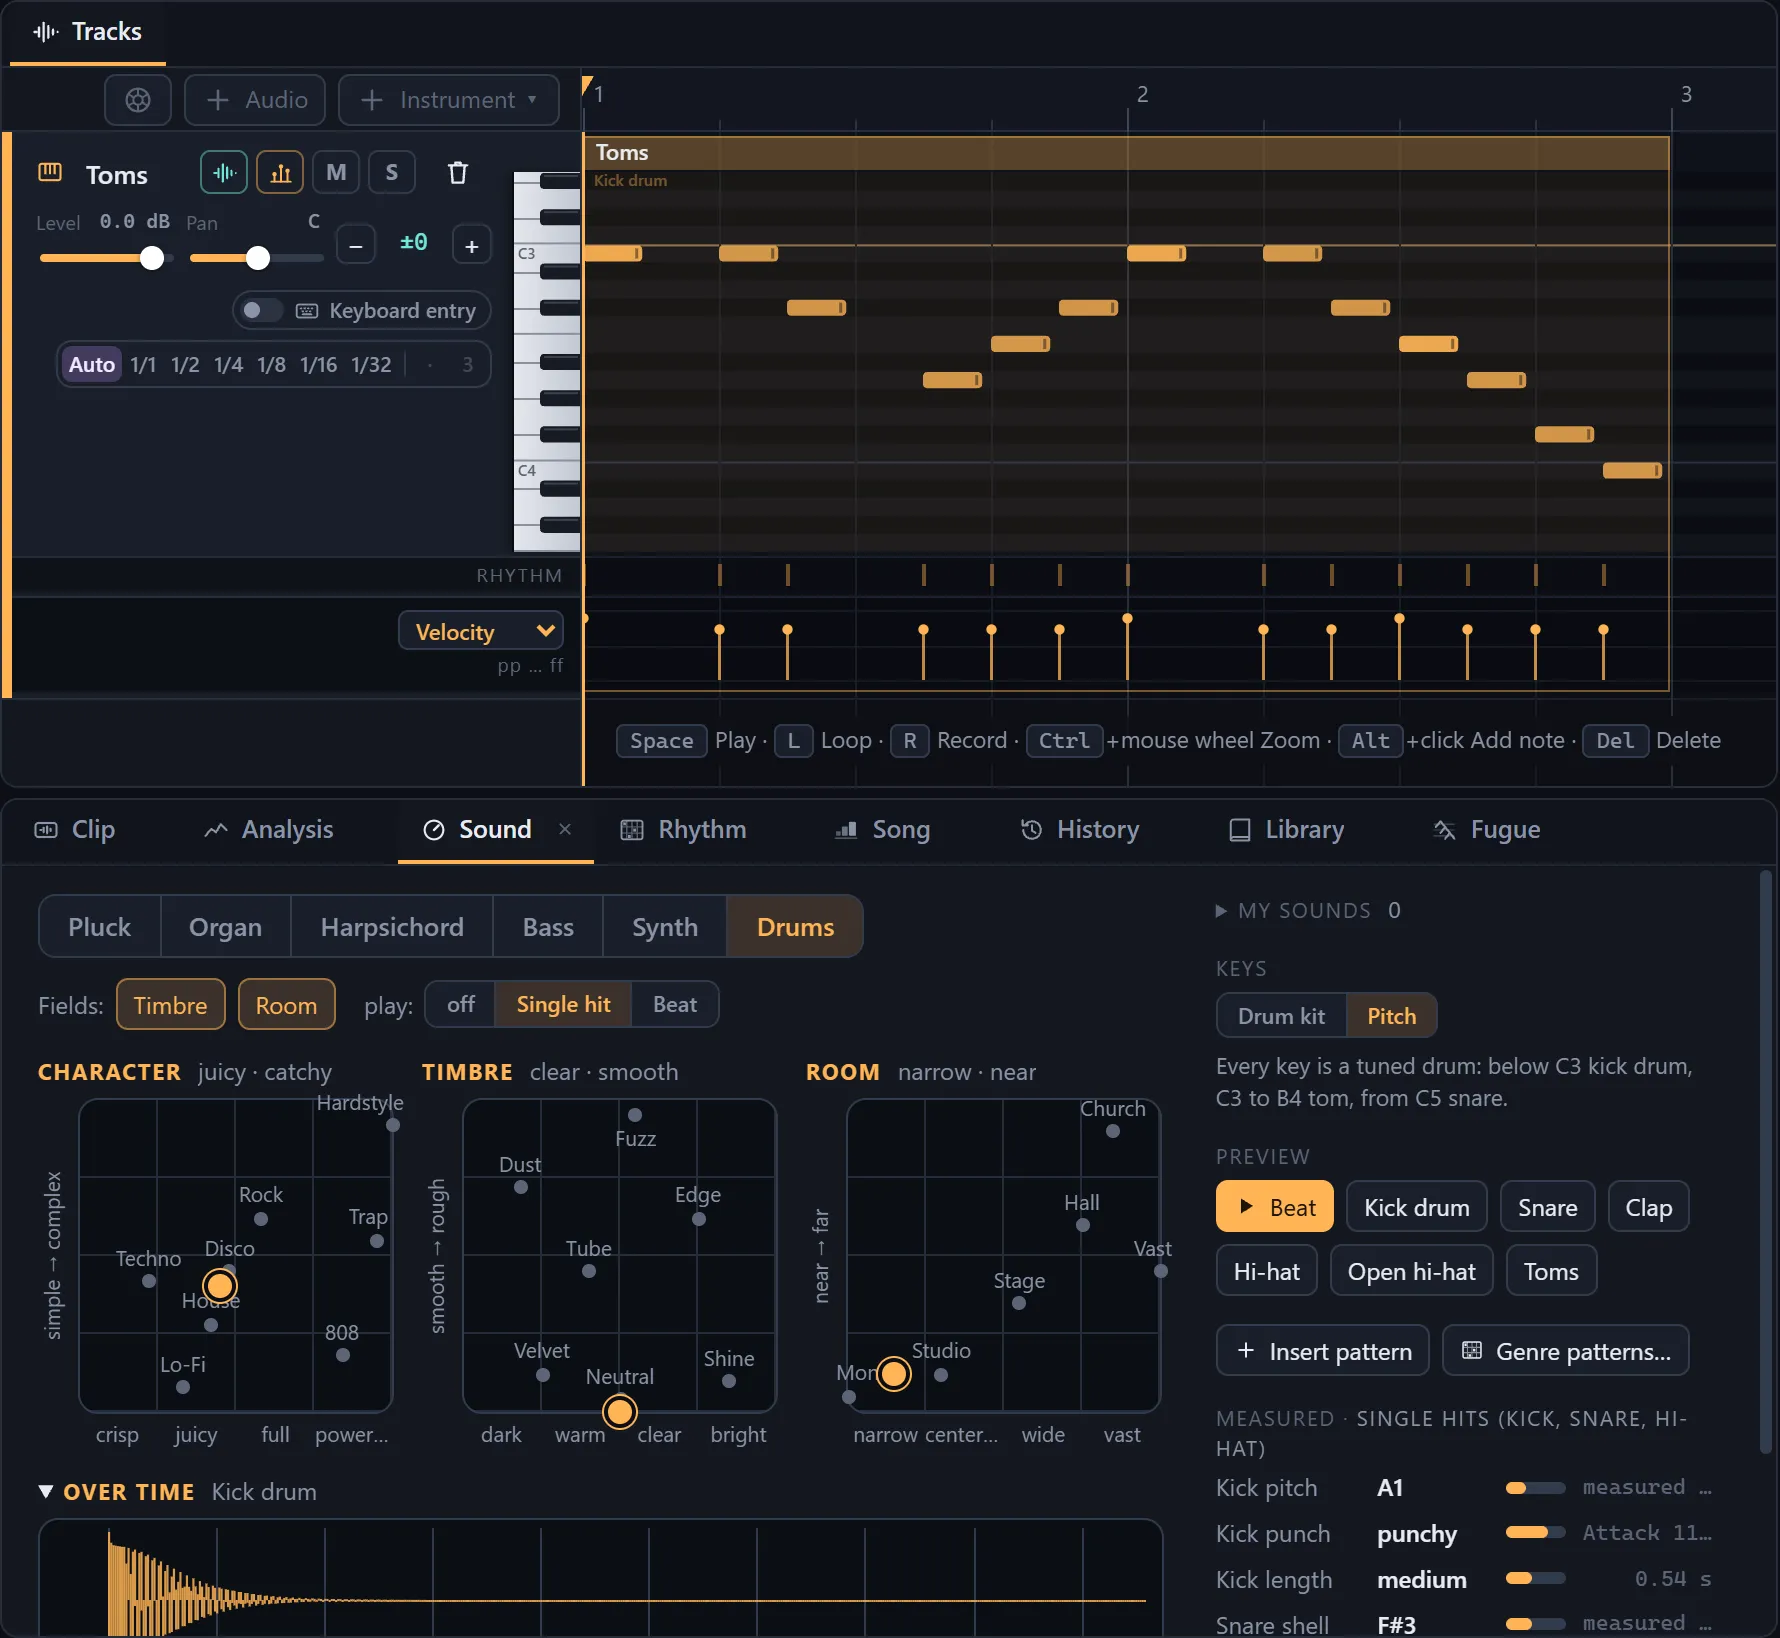 Tracks
Audio
Instrument
1
2
3
Toms
M
S
Level 0.0 dB Pan C
±0
Keyboard entry
Auto 1/1 1/2 1/4 1/8 1/16 1/32 · 3
C3
C4
Toms
Kick drum
RHYTHM
Velocity
pp ... ff
Space Play · L Loop · R Record · Ctrl +mouse wheel Zoom · Alt +click Add note · Del Delete
Clip
Analysis
Sound
Rhythm
Song
History
Library
Fugue
Pluck
Organ
Harpsichord
Bass
Synth
Drums
Fields: Timbre Room play: off Single hit Beat
CHARACTER juicy · catchy
Hardstyle
Rock
Trap
Disco
Techno
House
808
Lo-Fi
simple → complex
crisp juicy full power...
TIMBRE clear · smooth
Fuzz
Dust
Edge
Tube
Velvet
Neutral
Shine
smooth → rough
dark warm clear bright
ROOM narrow · near
Church
Hall
Vast
Stage
Studio
near → far
narrow center... wide vast
OVER TIME Kick drum
MY SOUNDS 0
KEYS
Drum kit Pitch
Every key is a tuned drum: below C3 kick drum,
C3 to B4 tom, from C5 snare.
PREVIEW
Beat Kick drum Snare Clap
Hi-hat Open hi-hat Toms
Insert pattern Genre patterns...
MEASURED · SINGLE HITS (KICK, SNARE, HI-
HAT)
Kick pitch A1 measured ...
Kick punch punchy Attack 11...
Kick length medium 0.54 s
Snare shell F#3 measured ...